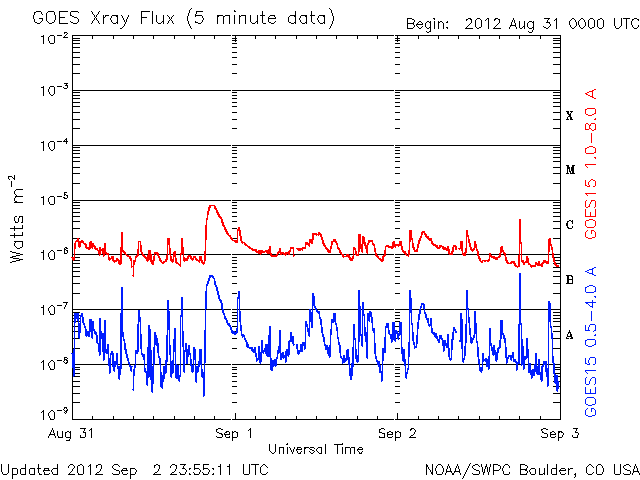 GOES Xray Flux (5 minute data)
Begin: 2012 Aug 31 0000 UTC
10-2
10-3
10-4
10-5
10-6
10-7
10-8
10-9
Watts m-2
X
M
C
B
A
GOES15 1.0-8.0 A
GOES15 0.5-4.0 A
Aug 31
Sep 1
Sep 2
Sep 3
Universal Time
Updated 2012 Sep 2 23:55:11 UTC
NOAA/SWPC Boulder, CO USA